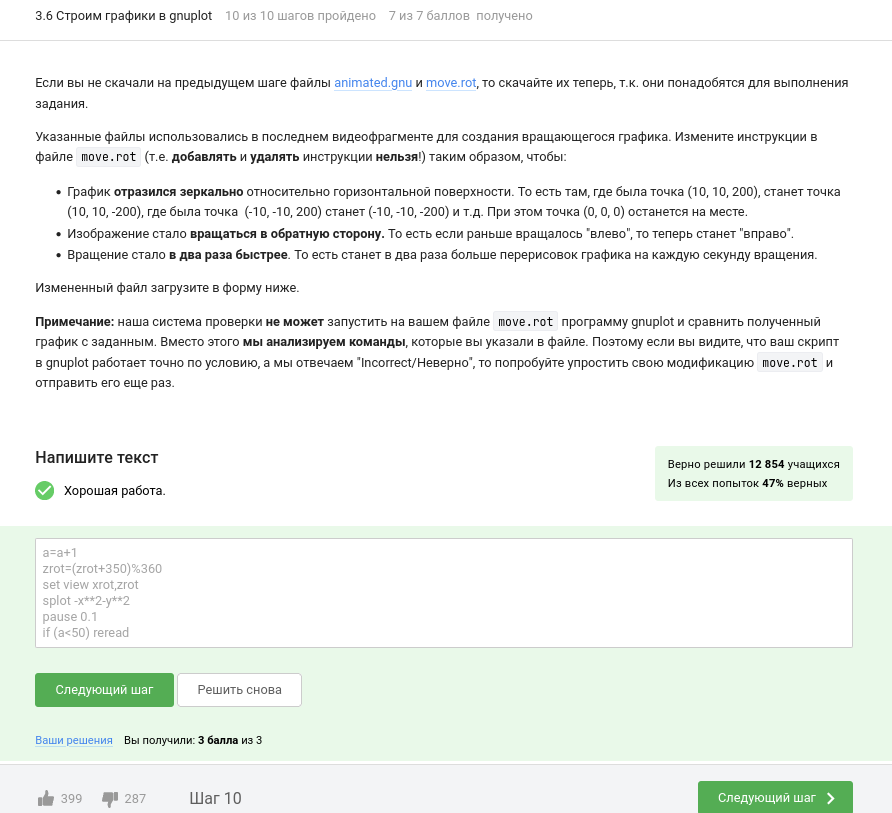 3.6 Строим графики в gnuplot 10 из 10 шагов пройдено 7 из 7 баллов получено
Если вы не скачали на предыдущем шаге файлы animated.gnu и move.rot, то скачайте их теперь, т.к. они понадобятся для выполнения
задания.
Указанные файлы использовались в последнем видеофрагменте для создания вращающегося графика. Измените инструкции в
файле move.rot (т.е. добавлять и удалять инструкции нельзя!) таким образом, чтобы:
• График отразился зеркально относительно горизонтальной поверхности. То есть там, где была точка (10, 10, 200), станет точка
(10, 10, -200), где была точка (-10, -10, 200) станет (-10, -10, -200) и т.д. При этом точка (0, 0, 0) останется на месте.
• Изображение стало вращаться в обратную сторону. То есть если раньше вращалось "влево", то теперь станет "вправо".
• Вращение стало в два раза быстрее. То есть станет в два раза больше перерисовок графика на каждую секунду вращения.
Измененный файл загрузите в форму ниже.
Примечание: наша система проверки не может запустить на вашем файле move.rot программу gnuplot и сравнить полученный
график с заданным. Вместо этого мы анализируем команды, которые вы указали в файле. Поэтому если вы видите, что ваш скрипт
в gnuplot работает точно по условию, а мы отвечаем "Incorrect/Неверно", то попробуйте упростить свою модификацию move.rot и
отправить его еще раз.
Напишите текст
Верно решили 12 854 учащихся
Из всех попыток 47% верных
Хорошая работа.
a=a+1
zrot=(zrot+350)%360
set view xrot,zrot
splot -x**2-y**2
pause 0.1
if (a<50) reread
Следующий шаг Решить снова
Ваши решения Вы получили: 3 балла из 3
399 287 Шаг 10 Следующий шаг